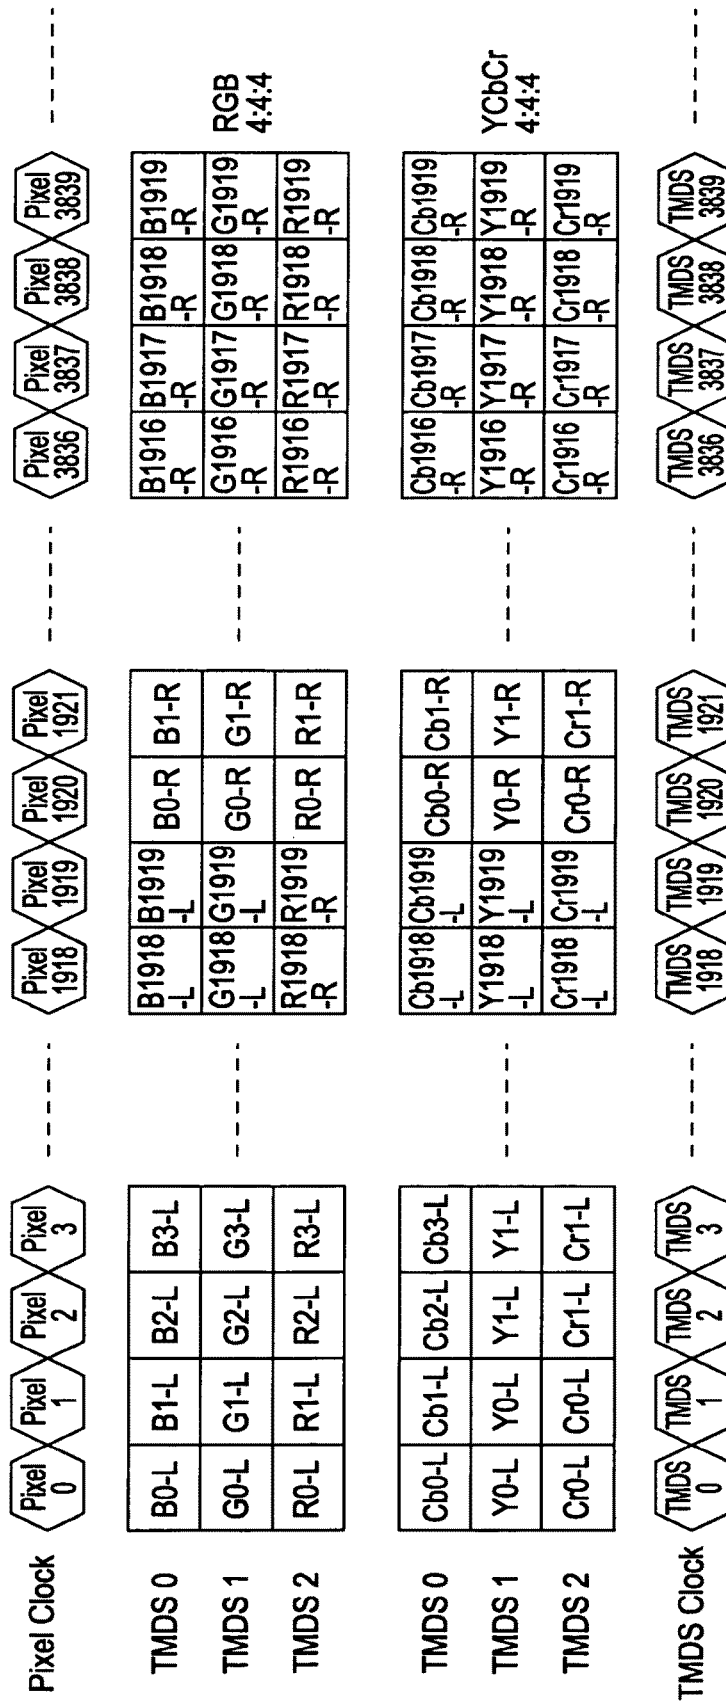 Pixel Clock Pixel 0 Pixel 1 Pixel 2 Pixel 3 Pixel 1918 Pixel 1919 Pixel 1920 Pixel 1921 Pixel 3836 Pixel 3837 Pixel 3838 Pixel 3839
TMDS 0 B0-L B1-L B2-L B3-L B1918-L B1919-L B0-R B1-R B1916-R B1917-R B1918-R B1919-R
TMDS 1 G0-L G1-L G2-L G3-L G1918-L G1919-L G0-R G1-R G1916-R G1917-R G1918-R G1919-R
TMDS 2 R0-L R1-L R2-L R3-L R1918-R R1919-R R0-R R1-R R1916-R R1917-R R1918-R R1919-R
RGB
4:4:4
TMDS 0 Cb0-L Cb1-L Cb2-L Cb3-L Cb1918-L Cb1919-L Cb0-R Cb1-R Cb1916-R Cb1917-R Cb1918-R Cb1919-R
TMDS 1 Y0-L Y0-L Y1-L Y1-L Y1918-L Y1919-L Y0-R Y1-R Y1916-R Y1917-R Y1918-R Y1919-R
TMDS 2 Cr0-L Cr0-L Cr1-L Cr1-L Cr1918-L Cr1919-L Cr0-R Cr1-R Cr1916-R Cr1917-R Cr1918-R Cr1919-R
YCbCr
4:4:4
TMDS Clock TMDS 0 TMDS 1 TMDS 2 TMDS 3 TMDS 1918 TMDS 1919 TMDS 1920 TMDS 1921 TMDS 3836 TMDS 3837 TMDS 3838 TMDS 3839